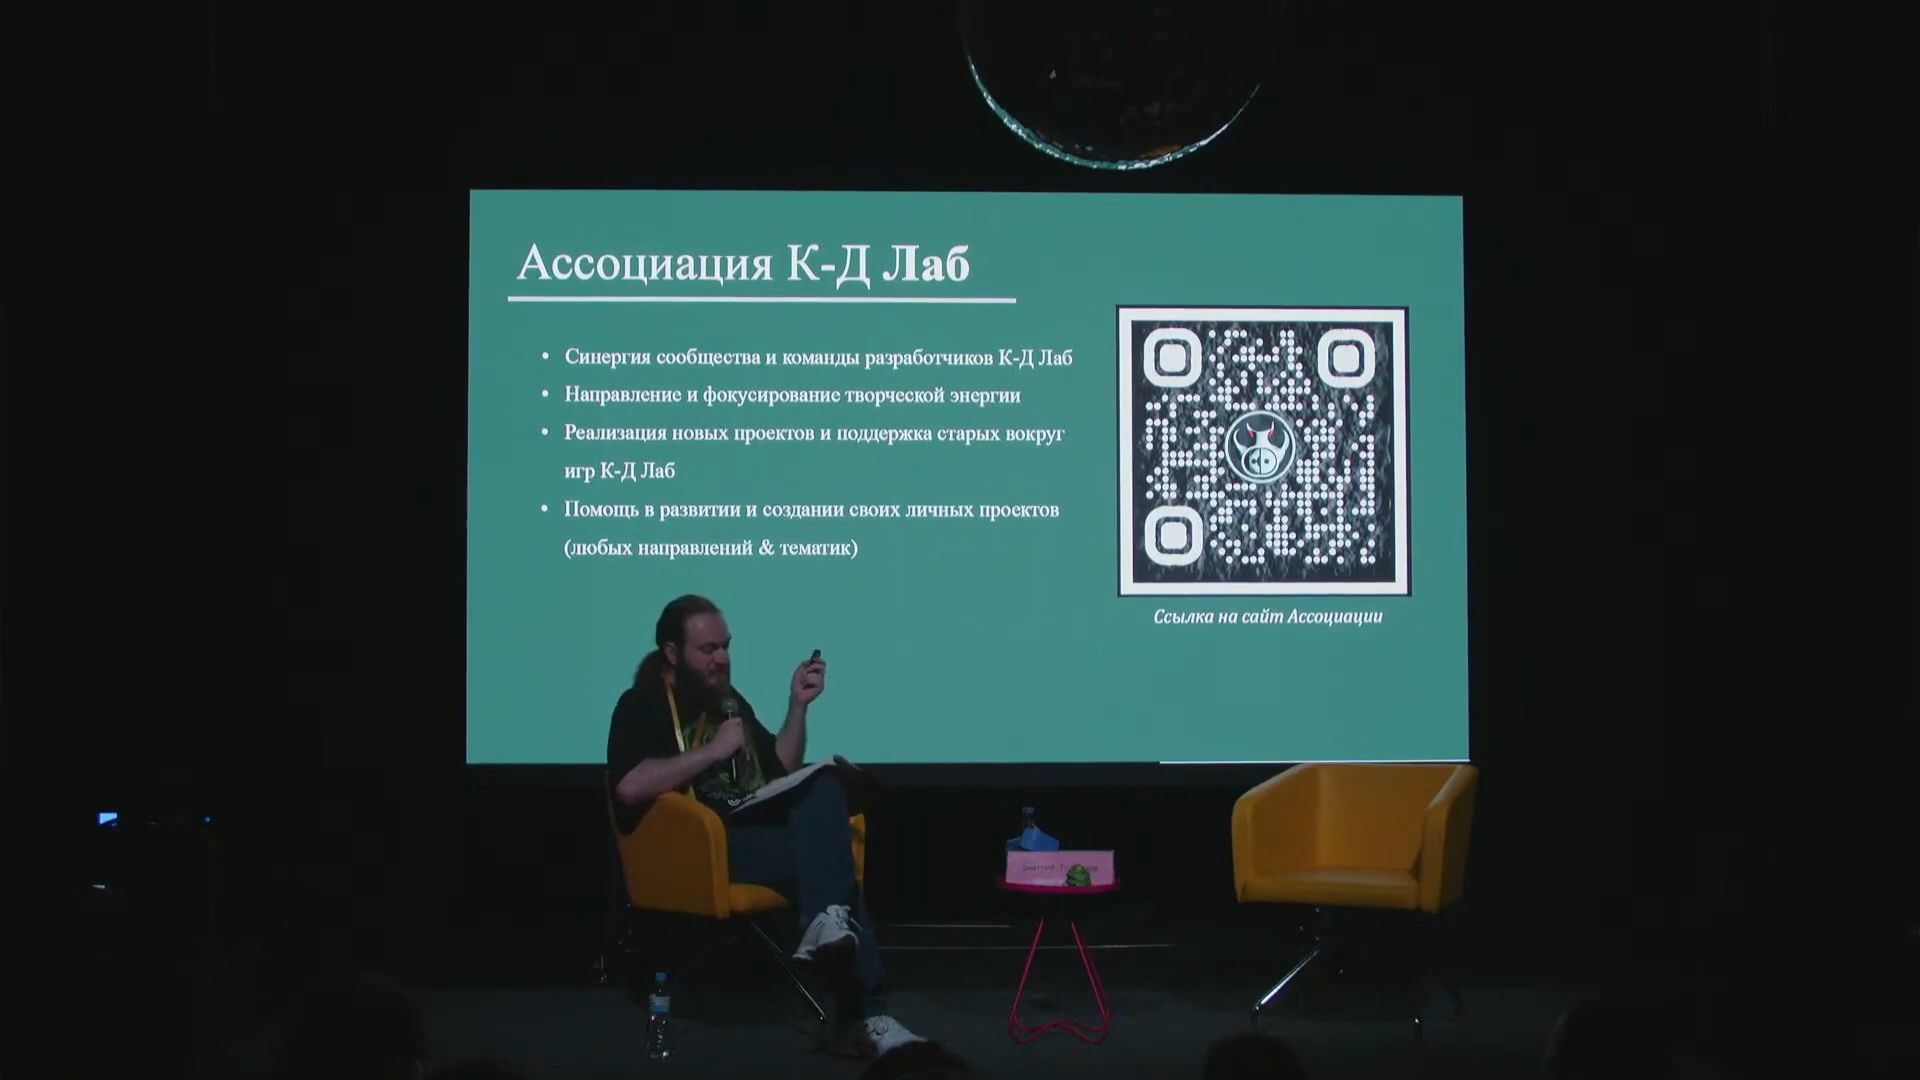 Ассоциация К-Д Лаб
• Синергия сообщества и команды разработчиков К-Д Лаб
• Направление и фокусирование творческой энергии
• Реализация новых проектов и поддержка старых вокруг
игр К-Д Лаб
• Помощь в развитии и создании своих личных проектов
(любых направлений & тематик)
Ссылка на сайт Ассоциации
Дмитрий